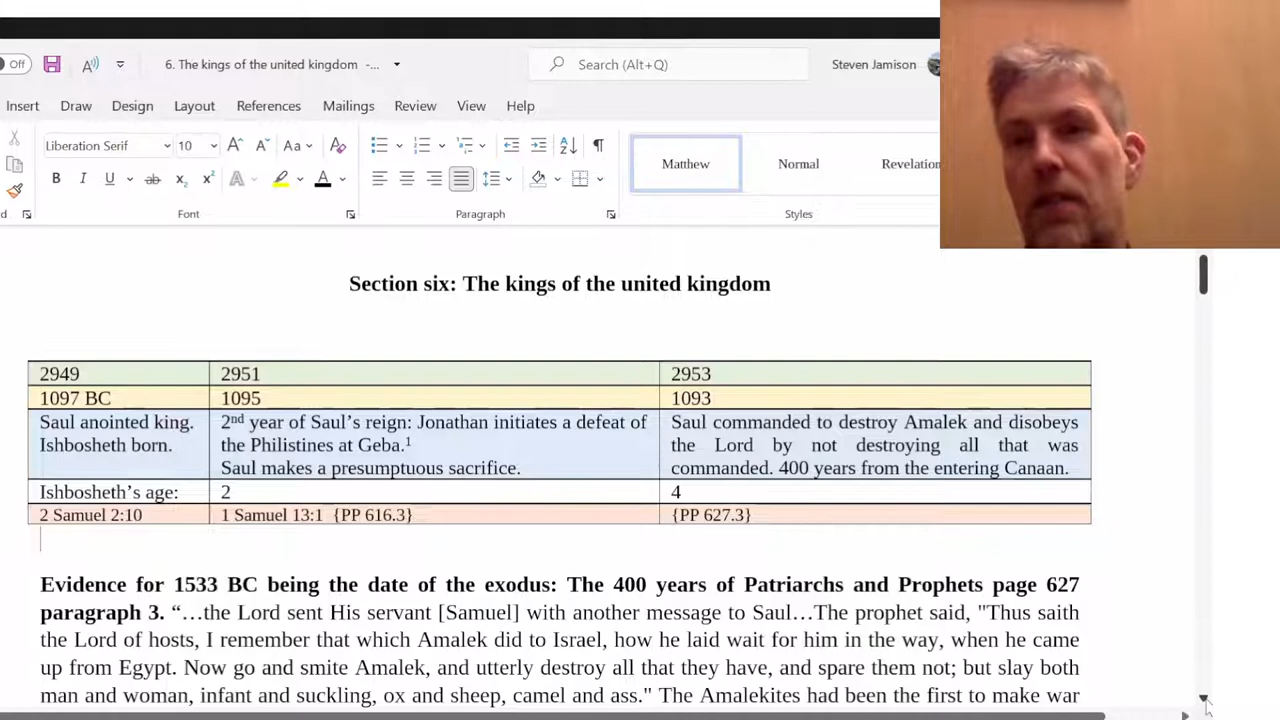 Off
6. The kings of the united kingdom -...
Search (Alt+Q)
Steven Jamison
Insert Draw Design Layout References Mailings Review View Help
Liberation Serif 10 Aa
Matthew Normal Revelation
B I U ab x₂ x² A A
d Font Paragraph Styles
Section six: The kings of the united kingdom
2949 2951 2953
1097 BC 1095 1093
Saul anointed king. 2nd year of Saul’s reign: Jonathan initiates a defeat of Saul commanded to destroy Amalek and disobeys
Ishbosheth born. the Philistines at Geba.1 the Lord by not destroying all that was
Saul makes a presumptuous sacrifice. commanded. 400 years from the entering Canaan.
Ishbosheth’s age: 2 4
2 Samuel 2:10 1 Samuel 13:1 {PP 616.3} {PP 627.3}
Evidence for 1533 BC being the date of the exodus: The 400 years of Patriarchs and Prophets page 627
paragraph 3. “…the Lord sent His servant [Samuel] with another message to Saul…The prophet said, "Thus saith
the Lord of hosts, I remember that which Amalek did to Israel, how he laid wait for him in the way, when he came
up from Egypt. Now go and smite Amalek, and utterly destroy all that they have, and spare them not; but slay both
man and woman, infant and suckling, ox and sheep, camel and ass." The Amalekites had been the first to make war